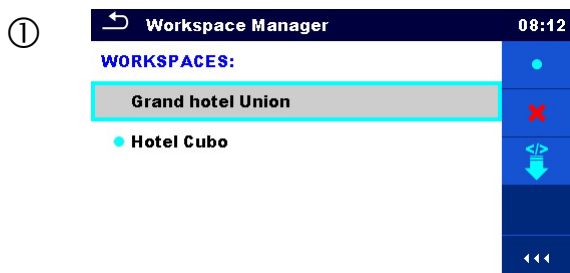 ①
Workspace Manager 08:12
WORKSPACES:
Grand hotel Union
Hotel Cubo
</>